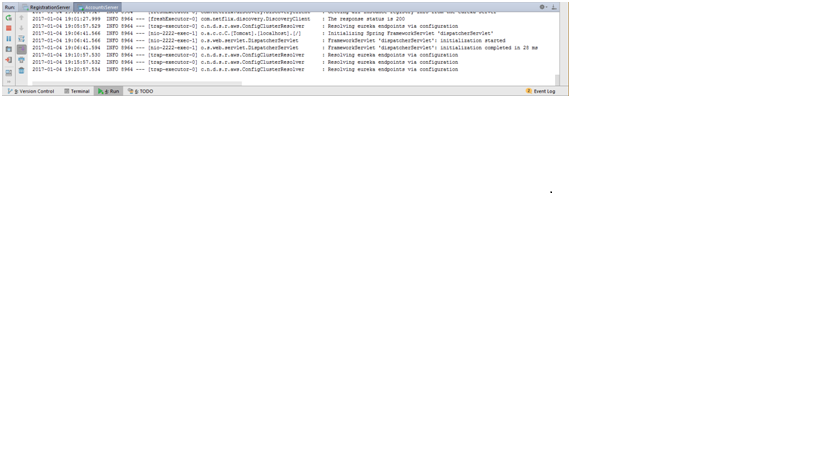 Run: RegistrationServer AccountsServer
2017-01-04 19:01:27.999 INFO 8964 --- [freshExecutor-0] com.netflix.discovery.DiscoveryClient : The response status is 200
2017-01-04 19:05:57.529 INFO 8964 --- [trap-executor-0] c.n.d.s.r.aws.ConfigClusterResolver : Resolving eureka endpoints via configuration
2017-01-04 19:06:41.566 INFO 8964 --- [nio-2222-exec-1] o.a.c.c.C.[Tomcat].[localhost].[/] : Initializing Spring FrameworkServlet 'dispatcherServlet'
2017-01-04 19:06:41.566 INFO 8964 --- [nio-2222-exec-1] o.s.web.servlet.DispatcherServlet : FrameworkServlet 'dispatcherServlet': initialization started
2017-01-04 19:06:41.594 INFO 8964 --- [nio-2222-exec-1] o.s.web.servlet.DispatcherServlet : FrameworkServlet 'dispatcherServlet': initialization completed in 28 ms
2017-01-04 19:10:57.530 INFO 8964 --- [trap-executor-0] c.n.d.s.r.aws.ConfigClusterResolver : Resolving eureka endpoints via configuration
2017-01-04 19:15:57.532 INFO 8964 --- [trap-executor-0] c.n.d.s.r.aws.ConfigClusterResolver : Resolving eureka endpoints via configuration
2017-01-04 19:20:57.534 INFO 8964 --- [trap-executor-0] c.n.d.s.r.aws.ConfigClusterResolver : Resolving eureka endpoints via configuration
9: Version Control Terminal 4: Run 6: TODO 2 Event Log